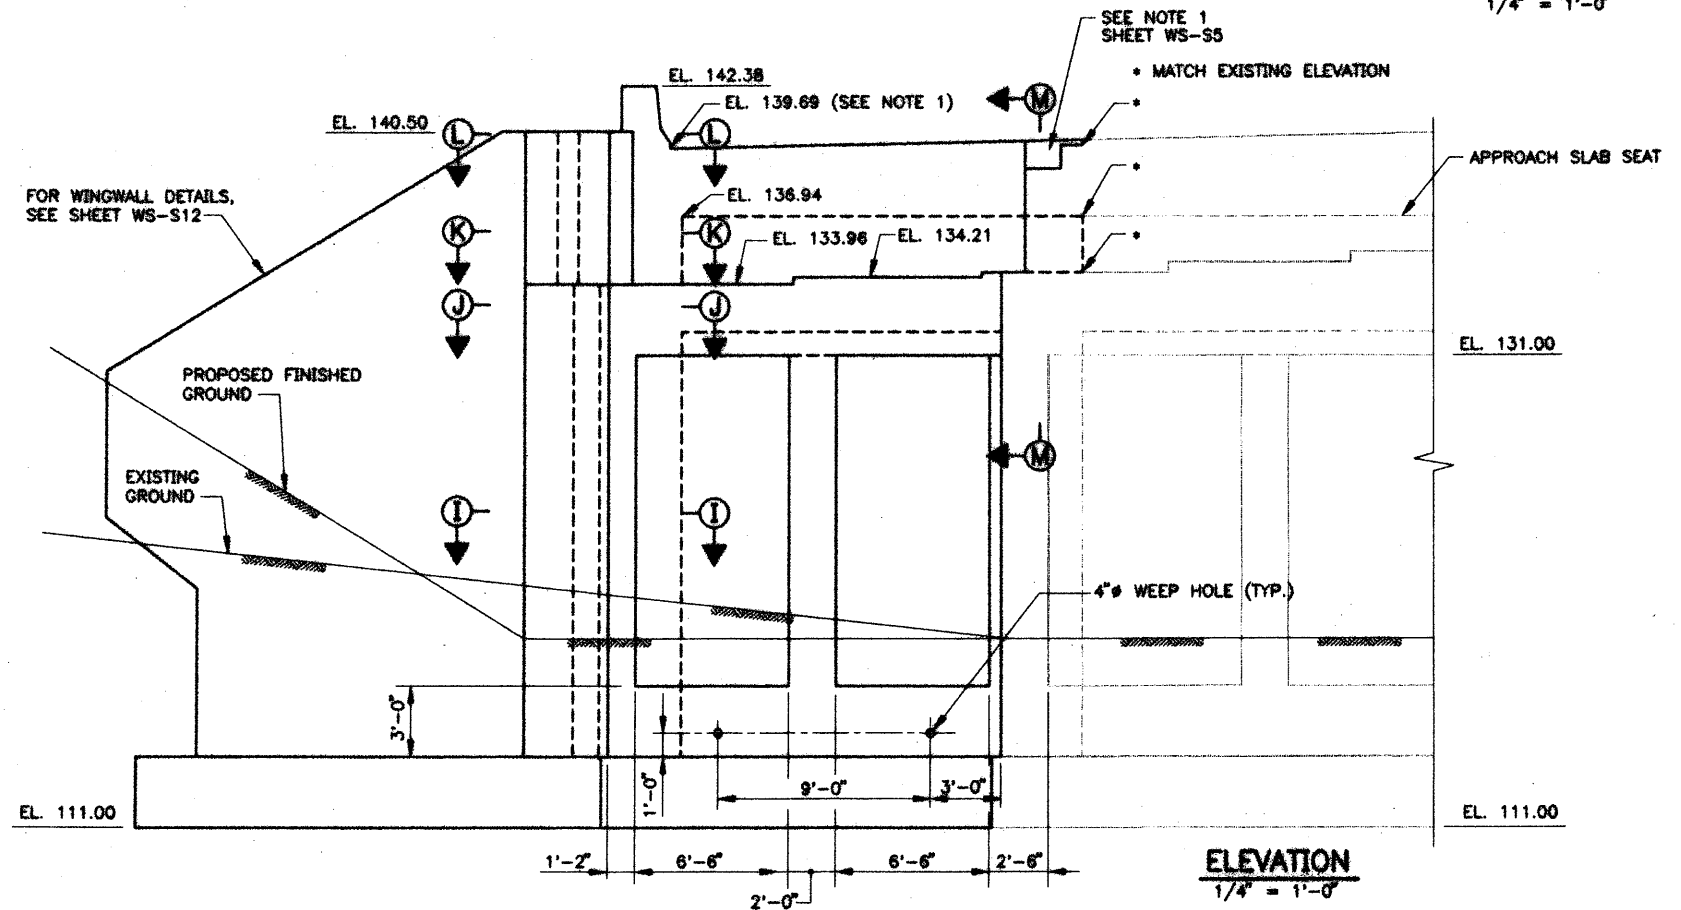 1/4" = 1'-0"
SEE NOTE 1
SHEET WS-S5
* MATCH EXISTING ELEVATION
EL. 142.38
EL. 139.69 (SEE NOTE 1)
M
*
EL. 140.50
L
L
*
APPROACH SLAB SEAT
FOR WINGWALL DETAILS,
SEE SHEET WS-S12
EL. 136.94
K
K
EL. 133.96
EL. 134.21
*
J
J
EL. 131.00
PROPOSED FINISHED
GROUND
M
EXISTING
GROUND
I
I
4"ø WEEP HOLE (TYP.)
3'-0"
1'-0"
9'-0"
3'-0"
EL. 111.00
EL. 111.00
1'-2"
6'-6"
6'-6"
2'-6"
2'-0"
ELEVATION
1/4" = 1'-0"